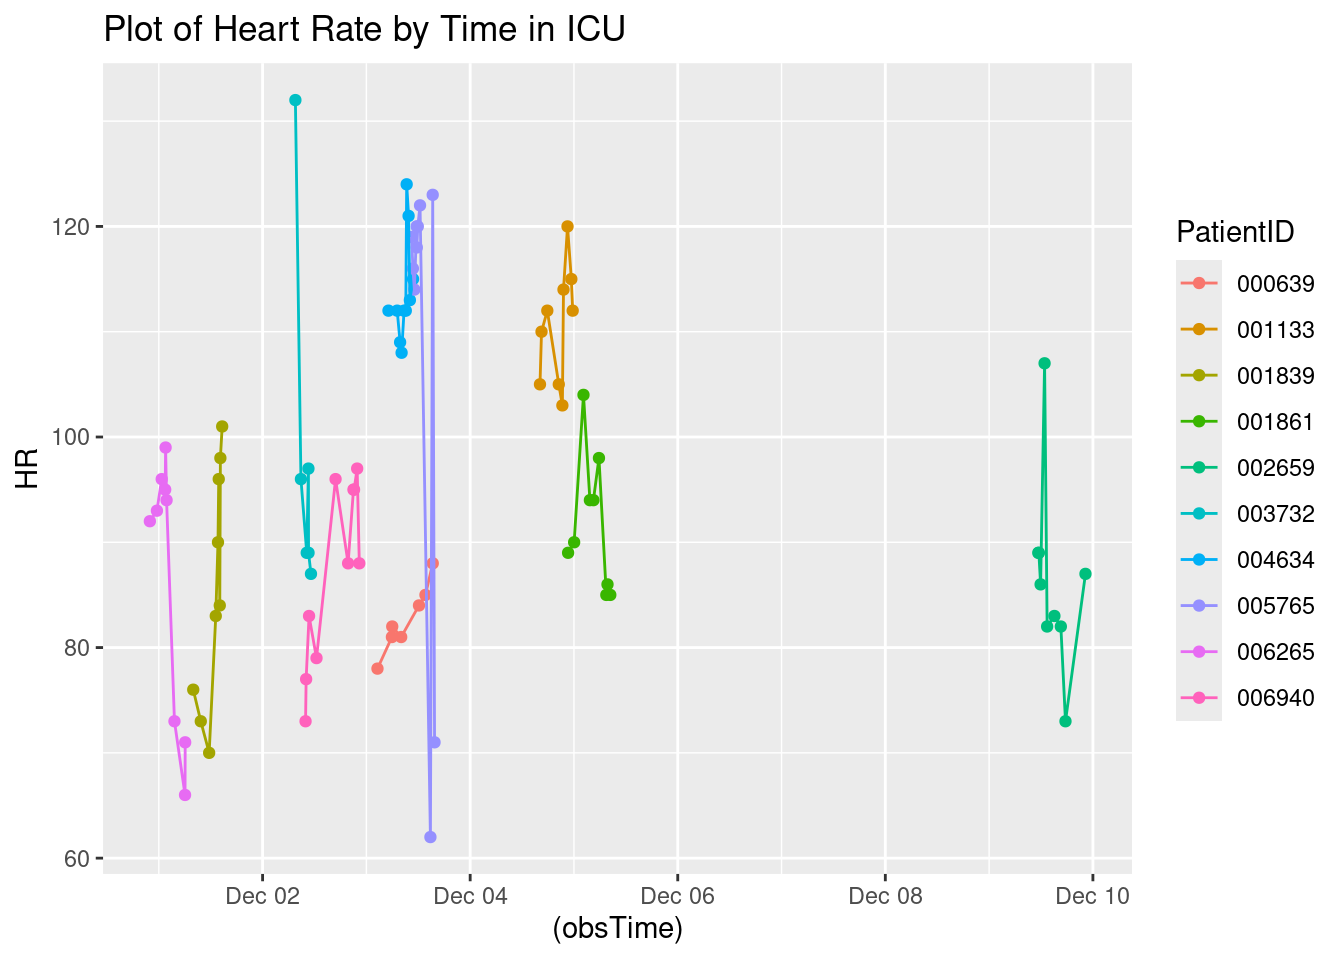 Plot of Heart Rate by Time in ICU
120
100
80
60
HR
Dec 02
Dec 04
Dec 06
Dec 08
Dec 10
(obsTime)
PatientID
000639
001133
001839
001861
002659
003732
004634
005765
006265
006940